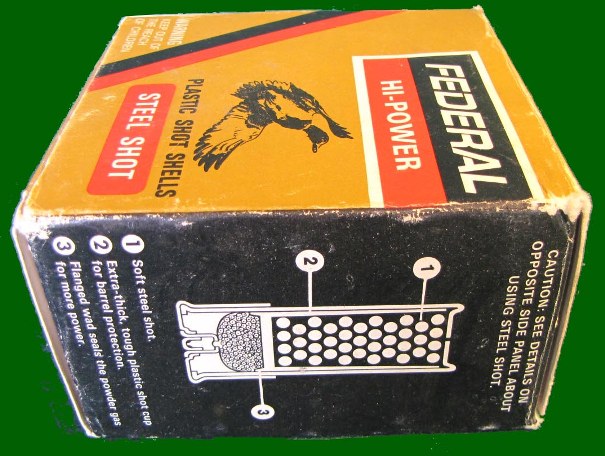 FEDERAL
HI-POWER
PLASTIC SHOT SHELLS
STEEL SHOT
WARNING
KEEP OUT OF
THE REACH
OF CHILDREN
CAUTION: SEE DETAILS ON
OPPOSITE SIDE PANEL ABOUT
USING STEEL SHOT.
1
2
3
1 Soft steel shot.
2 Extra-thick, tough plastic shot cup
for barrel protection.
3 Flanged wad seals the powder gas
for more power.